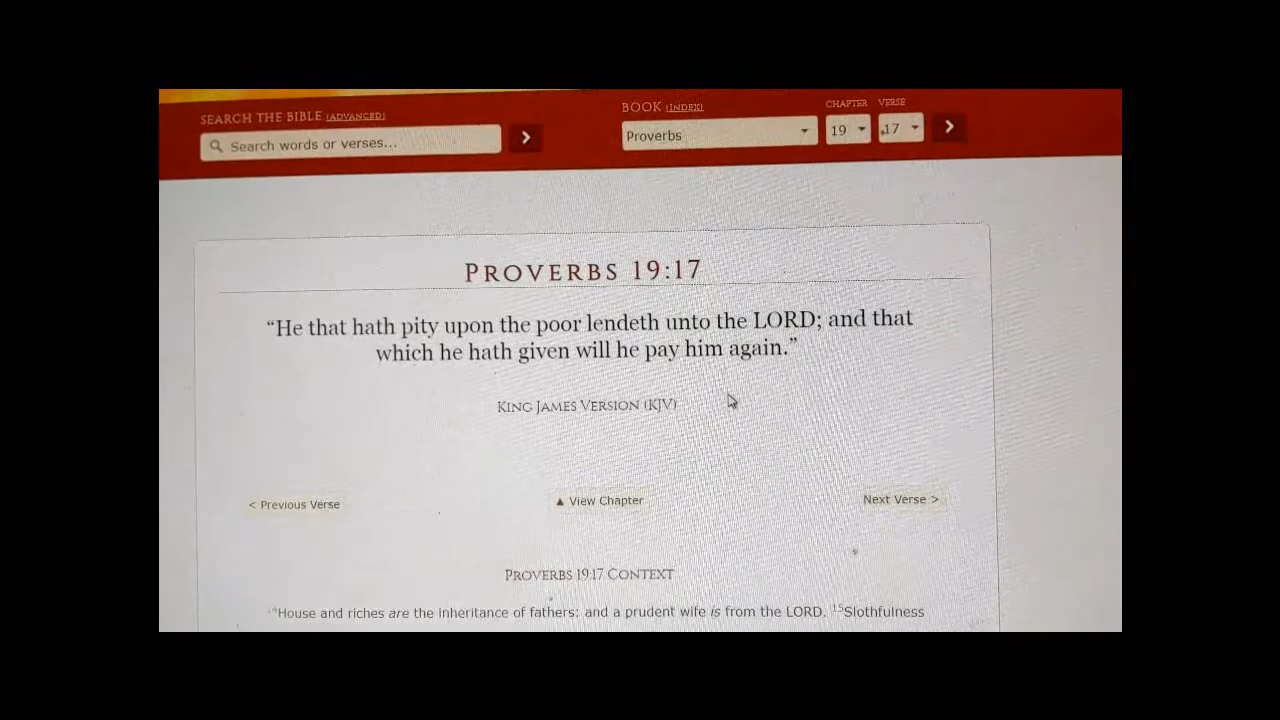 SEARCH THE BIBLE (ADVANCED)
BOOK (INDEX)
CHAPTER VERSE
Search words or verses...
Proverbs
19
17
PROVERBS 19:17
“He that hath pity upon the poor lendeth unto the LORD; and that
which he hath given will he pay him again.”
KING JAMES VERSION (KJV)
< Previous Verse
▲ View Chapter
Next Verse >
PROVERBS 19:17 CONTEXT
14House and riches are the inheritance of fathers: and a prudent wife is from the LORD. 15Slothfulness